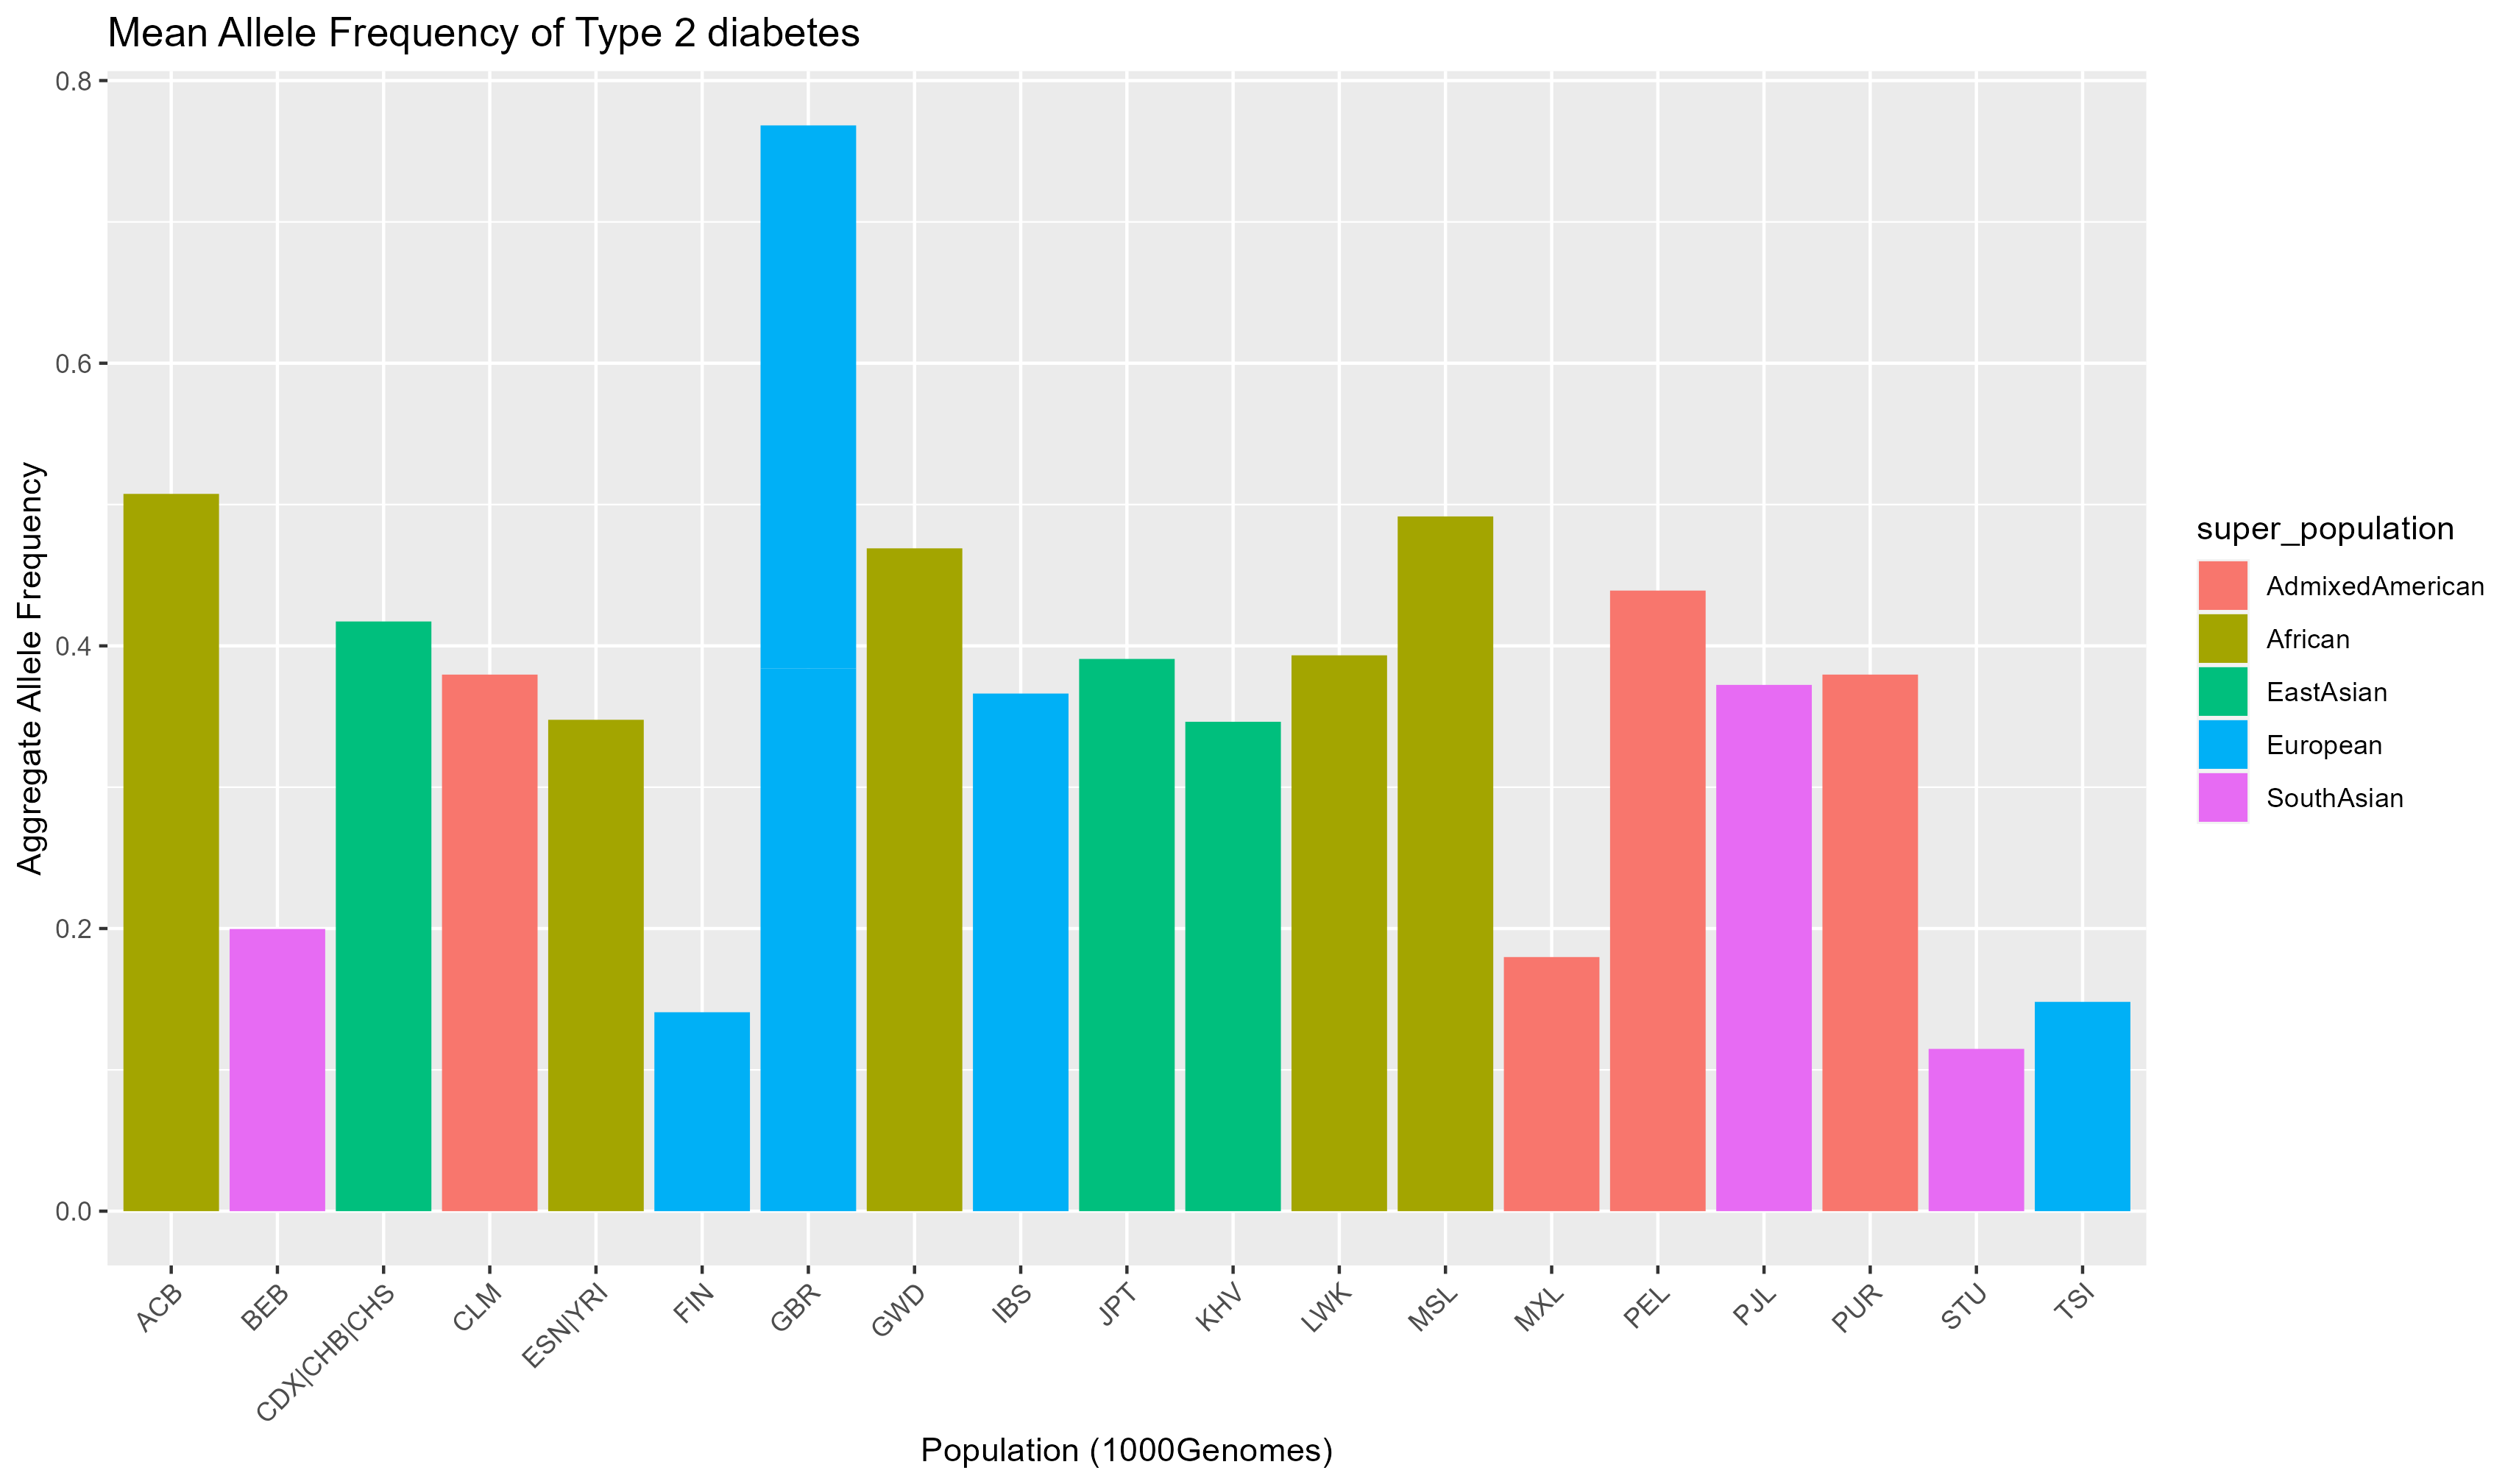 Mean Allele Frequency of Type 2 diabetes
0.8
0.6
0.4
0.2
0.0
Aggregate Allele Frequency
ACB
BEB
CDX|CHB|CHS
CLM
ESN|YRI
FIN
GBR
GWD
IBS
JPT
KHV
LWK
MSL
MXL
PEL
PJL
PUR
STU
TSI
Population (1000Genomes)
super_population
AdmixedAmerican
African
EastAsian
European
SouthAsian